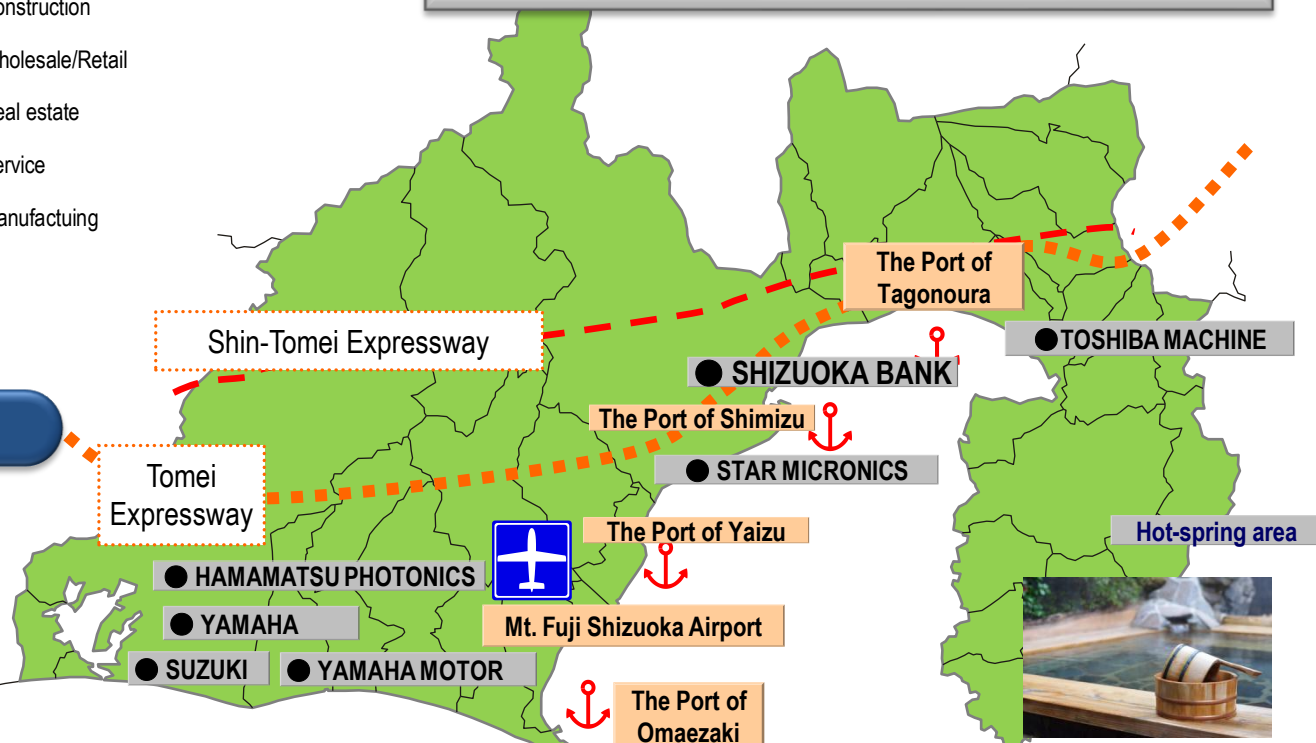 onstruction
holesale/Retail
eal estate
ervice
anufactuing
The Port of
Tagonoura
Shin-Tomei Expressway
TOSHIBA MACHINE
SHIZUOKA BANK
The Port of Shimizu
STAR MICRONICS
Tomei
Expressway
The Port of Yaizu
Hot-spring area
HAMAMATSU PHOTONICS
YAMAHA
Mt. Fuji Shizuoka Airport
SUZUKI
YAMAHA MOTOR
The Port of
Omaezaki